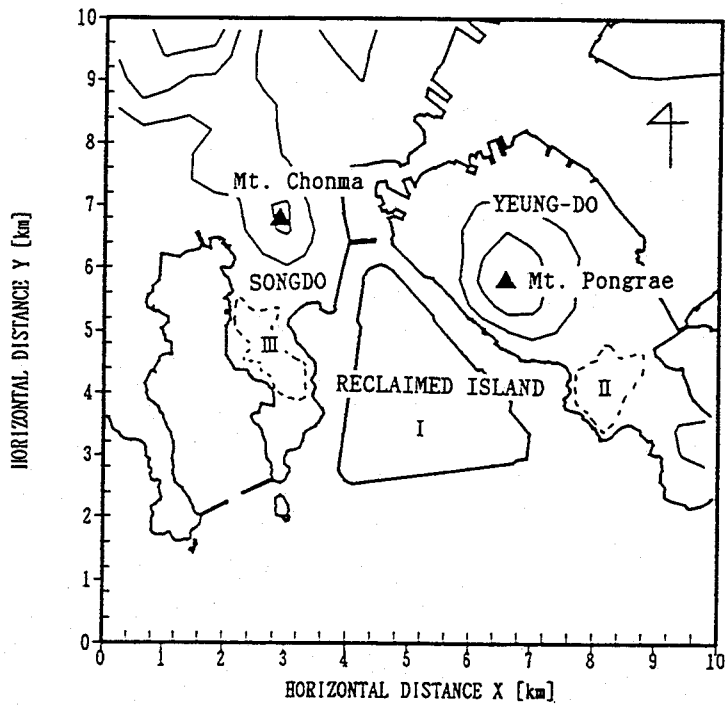 10
9
8
7
6
5
4
3
2
1
0
HORIZONTAL DISTANCE Y [km]
Mt. Chonma
YEUNG-DO
SONGDO
Mt. Pongrae
III
RECLAIMED ISLAND
II
I
0 1 2 3 4 5 6 7 8 9 10
HORIZONTAL DISTANCE X [km]